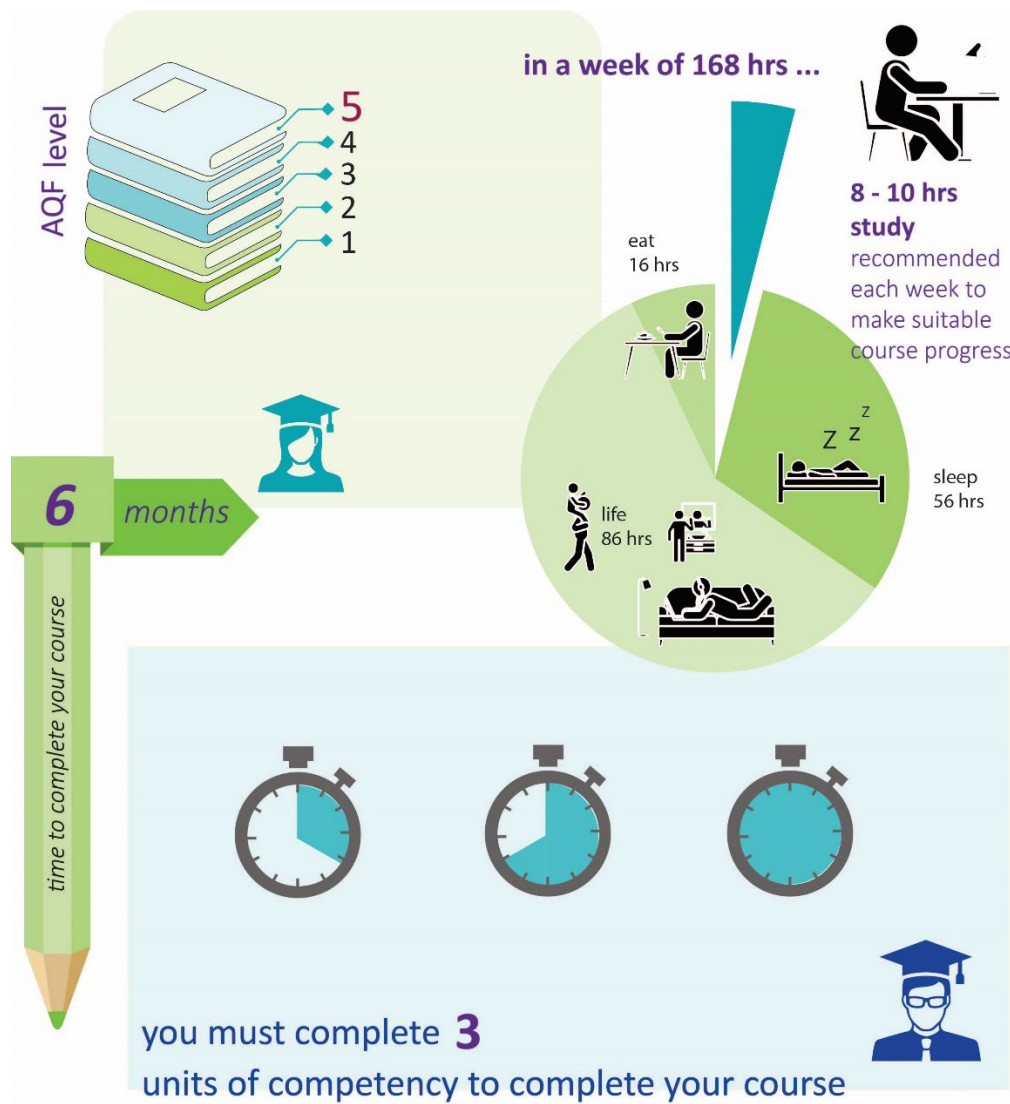 AQF level
5
4
3
2
1
in a week of 168 hrs ...
8 - 10 hrs
study
recommended
each week to
make suitable
course progress
eat
16 hrs
z
z
Z
sleep
56 hrs
life
86 hrs
6
months
time to complete your course
you must complete 3
units of competency to complete your course